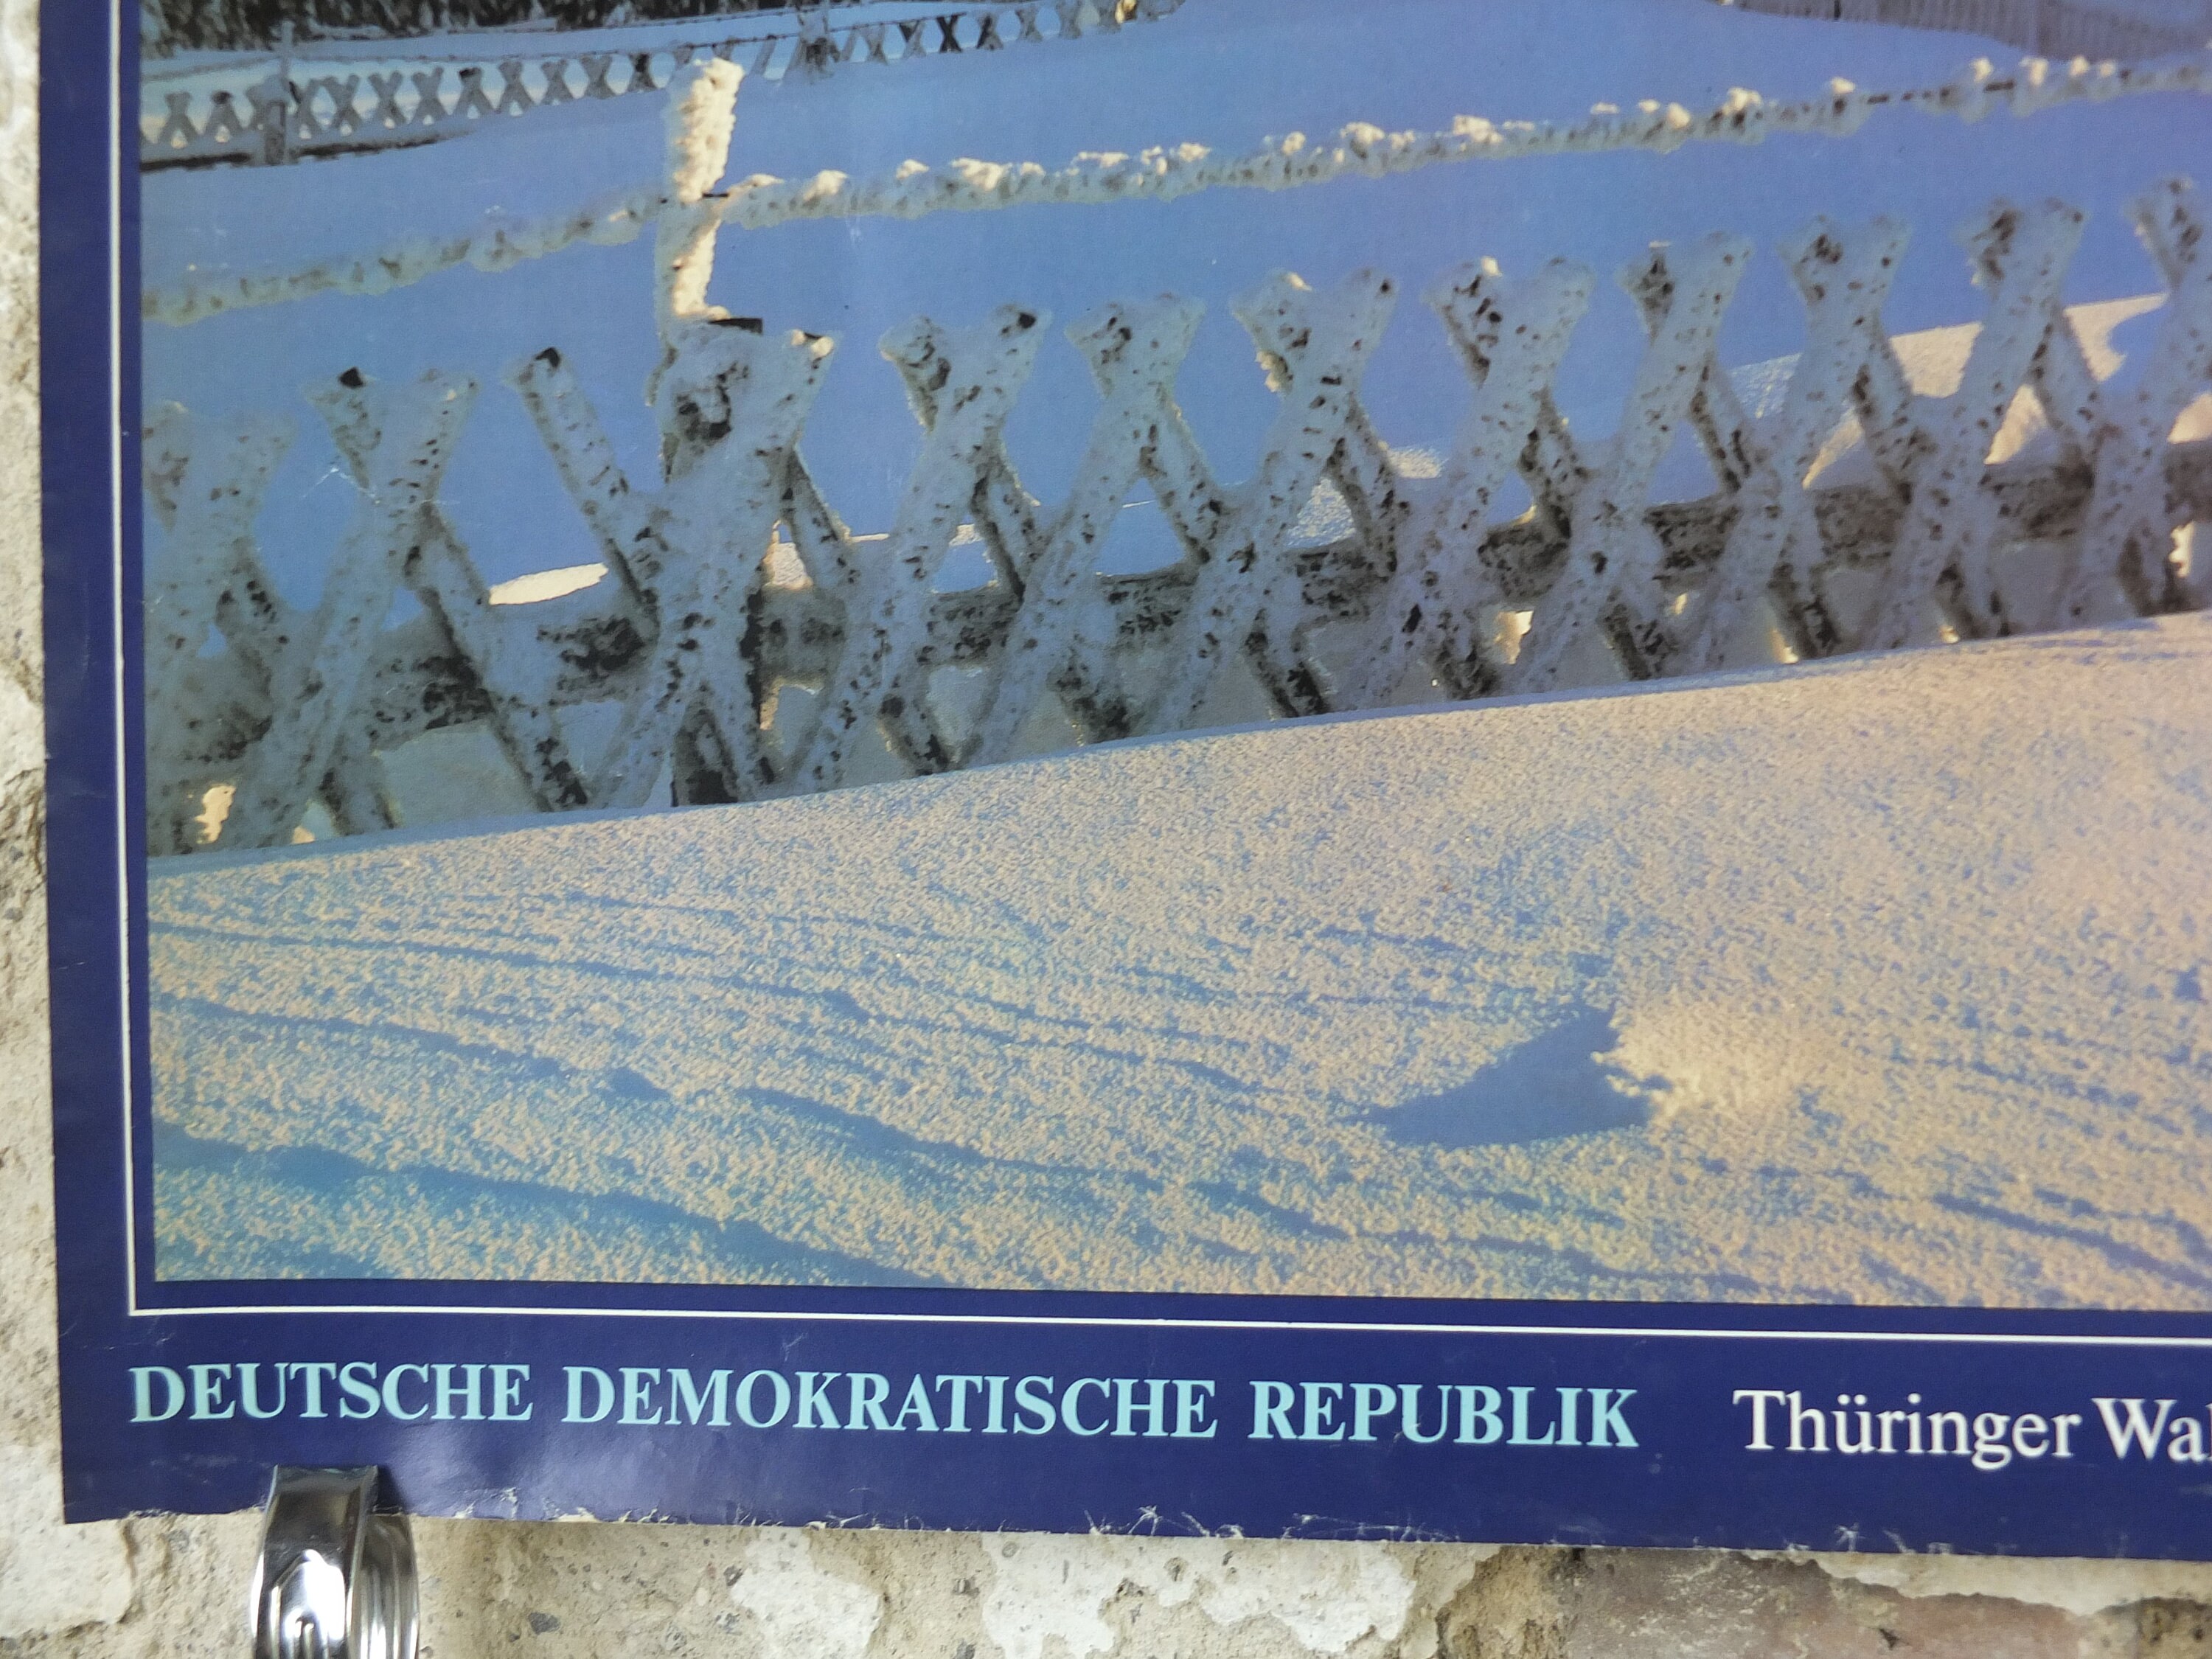 DEUTSCHE DEMOKRATISCHE REPUBLIK Thüringer